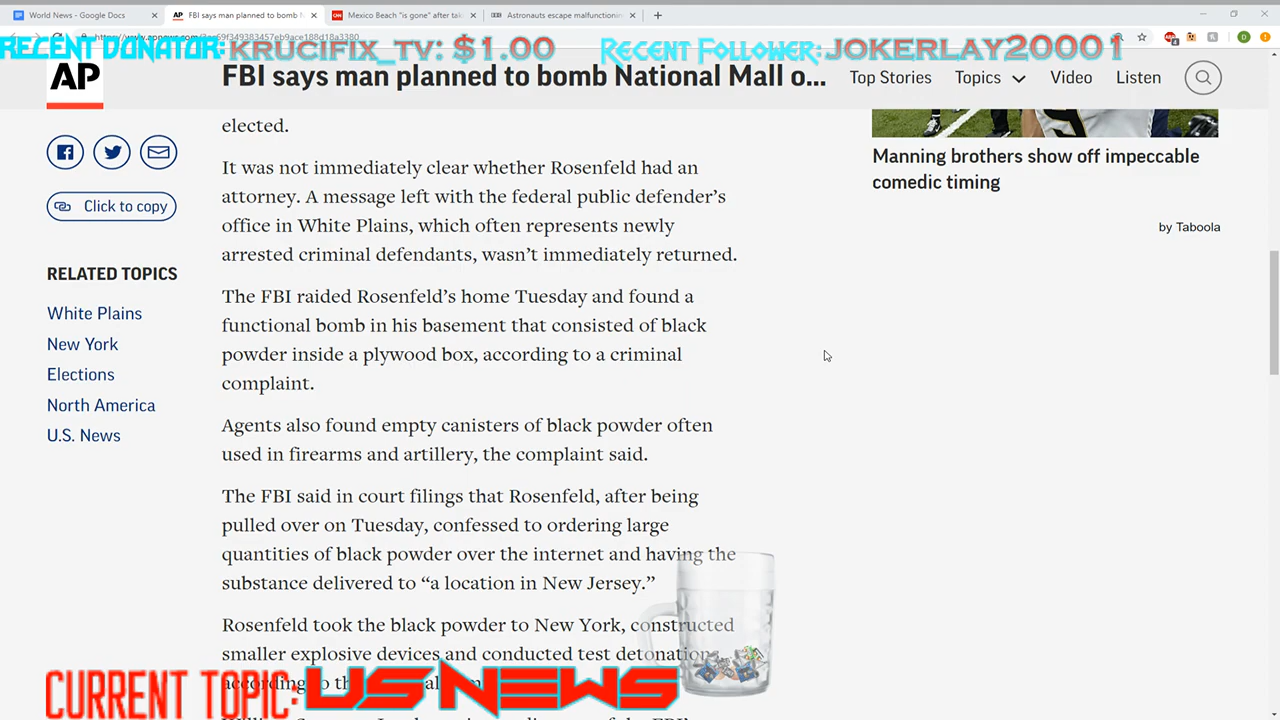 World News - Google Docs
FBI says man planned to bomb N
Mexico Beach "is gone" after tak
Astronauts escape malfunctionin
RECENT DONATOR: KRUCIFIX_TV: $1.00
RECENT FOLLOWER: JOKERLAY20001
AP
FBI says man planned to bomb National Mall o...
Top Stories
Topics
Video
Listen
Click to copy
RELATED TOPICS
White Plains
New York
Elections
North America
U.S. News
elected.
It was not immediately clear whether Rosenfeld had an
attorney. A message left with the federal public defender’s
office in White Plains, which often represents newly
arrested criminal defendants, wasn’t immediately returned.
The FBI raided Rosenfeld’s home Tuesday and found a
functional bomb in his basement that consisted of black
powder inside a plywood box, according to a criminal
complaint.
Agents also found empty canisters of black powder often
used in firearms and artillery, the complaint said.
The FBI said in court filings that Rosenfeld, after being
pulled over on Tuesday, confessed to ordering large
quantities of black powder over the internet and having the
substance delivered to “a location in New Jersey.”
Rosenfeld took the black powder to New York, constructed
smaller explosive devices and conducted test detonation
Manning brothers show off impeccable
comedic timing
by Taboola
CURRENT TOPIC: US NEWS